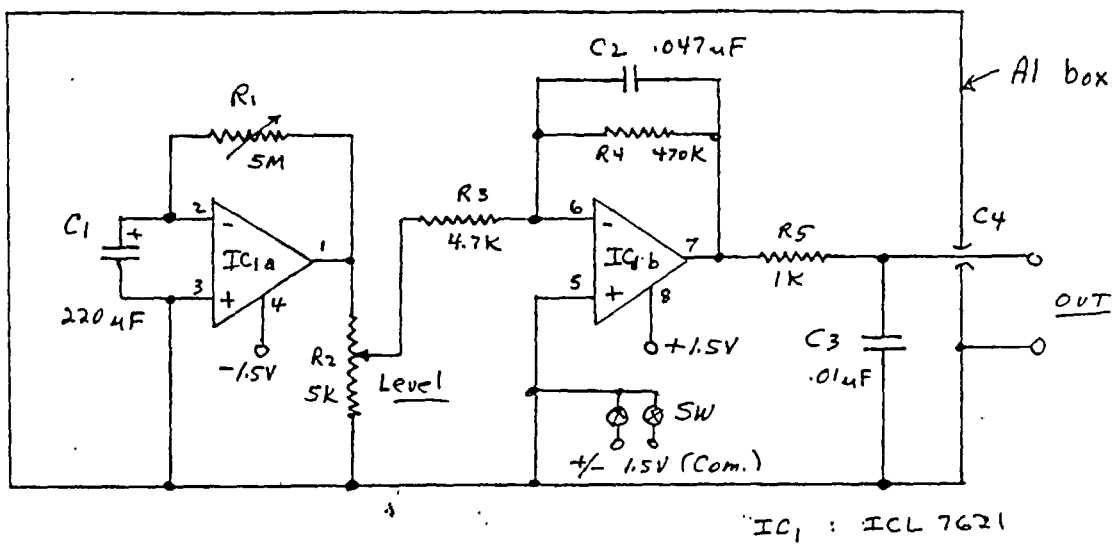 C2 .047uF
Al box
R1
5M
R4 470K
R3
4.7K
C1
+
2
-
IC1a
1
3
+
4
220uF
-1.5V
R2
5K
Level
6
-
IC1b
7
5
+
8
+1.5V
R5
1K
C4
C3
.01uF
OUT
SW
+/- 1.5V (Com.)
IC1 : ICL 7621